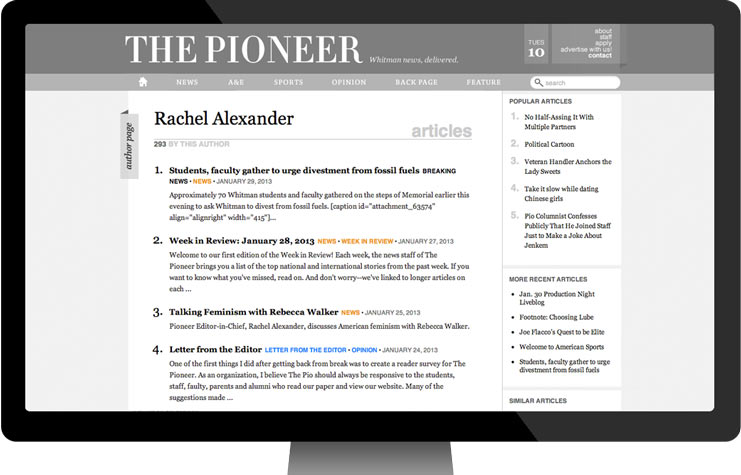 THE PIONEER
Whitman news, delivered.
TUES
10
about
staff
apply
advertise with us!
contact
NEWS A&E SPORTS OPINION BACK PAGE FEATURE
search
author page
Rachel Alexander
articles
293 BY THIS AUTHOR
1. Students, faculty gather to urge divestment from fossil fuels BREAKING
NEWS • NEWS • JANUARY 29, 2013
Approximately 70 Whitman students and faculty gathered on the steps of Memorial earlier this
evening to ask Whitman to divest from fossil fuels. [caption id="attachment_63574"
align="alignright" width="415"]...
2. Week in Review: January 28, 2013 NEWS • WEEK IN REVIEW • JANUARY 27, 2013
Welcome to our first edition of the Week in Review! Each week, the news staff of The
Pioneer brings you a list of the top national and international stories from the past week. If you
want to know what you've missed, read on. And don't worry--we've linked to longer articles on
each ...
3. Talking Feminism with Rebecca Walker NEWS • JANUARY 25, 2013
Pioneer Editor-in-Chief, Rachel Alexander, discusses American feminism with Rebecca Walker.
4. Letter from the Editor LETTER FROM THE EDITOR • OPINION • JANUARY 24, 2013
One of the first things I did after getting back from break was to create a reader survey for The
Pioneer. As an organization, I believe The Pio should always be responsive to the students,
staff, faulty, parents and alumni who read our paper and view our website. Many of the
suggestions made ...
POPULAR ARTICLES
1. No Half-Assing It With
Multiple Partners
2. Political Cartoon
3. Veteran Handler Anchors the
Lady Sweets
4. Take it slow while dating
Chinese girls
5. Pio Columnist Confesses
Publicly That He Joined Staff
Just to Make a Joke About
Jenkem
MORE RECENT ARTICLES
• Jan. 30 Production Night
Liveblog
• Footnote: Choosing Lube
• Joe Flacco's Quest to be Elite
• Welcome to American Sports
• Students, faculty gather to urge
divestment from fossil fuels
SIMILAR ARTICLES